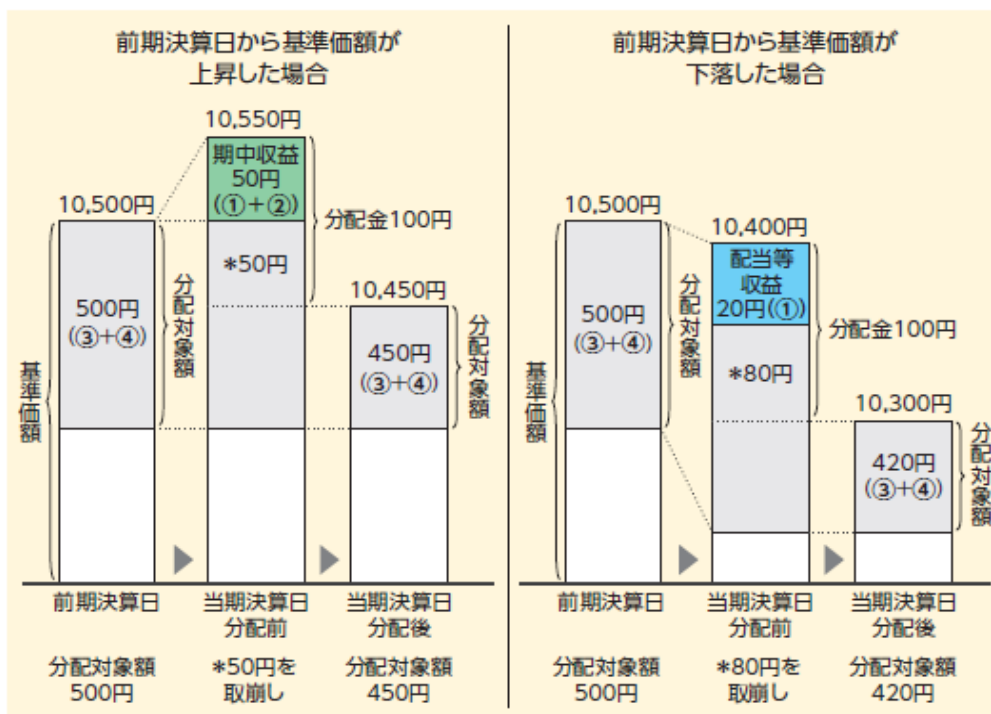 前期決算日から基準価額が
上昇した場合
10,550円
期中収益
50円
(①+②)
10,500円
分配金100円
*50円
500円
(③+④)
分配対象額
10,450円
450円
(③+④)
分配対象額
基準価額
前期決算日
当期決算日
分配前
当期決算日
分配後
分配対象額
500円
*50円を
取崩し
分配対象額
450円
前期決算日から基準価額が
下落した場合
10,500円
10,400円
配当等
収益
20円(①)
500円
(③+④)
分配対象額
分配金100円
*80円
10,300円
420円
(③+④)
分配対象額
基準価額
前期決算日
当期決算日
分配前
当期決算日
分配後
分配対象額
500円
*80円を
取崩し
分配対象額
420円